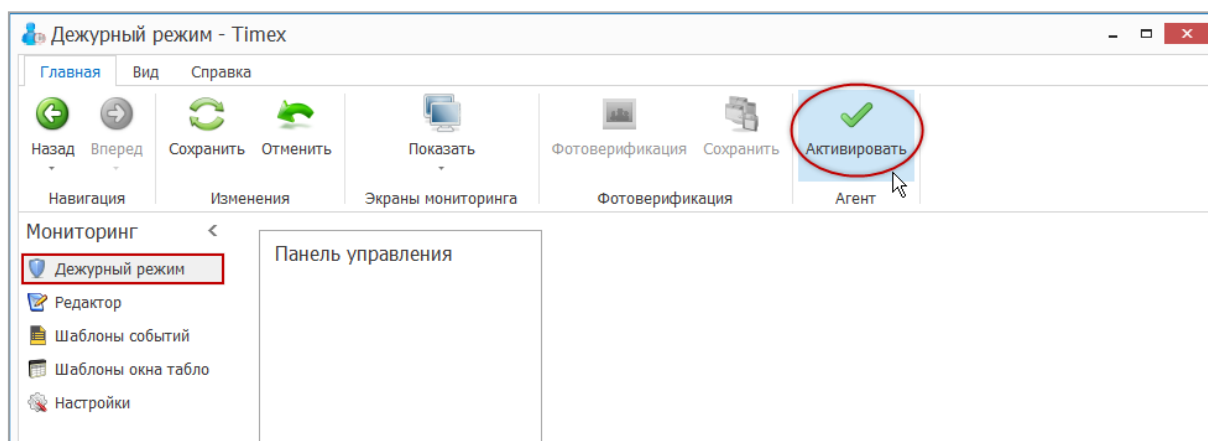 Дежурный режим - Timex
Главная Вид Справка
Назад Вперед Сохранить Отменить Показать Фотоверификация Сохранить Активировать
Навигация Изменения Экраны мониторинга Фотоверификация Агент
Мониторинг
Панель управления
Дежурный режим
Редактор
Шаблоны событий
Шаблоны окна табло
Настройки